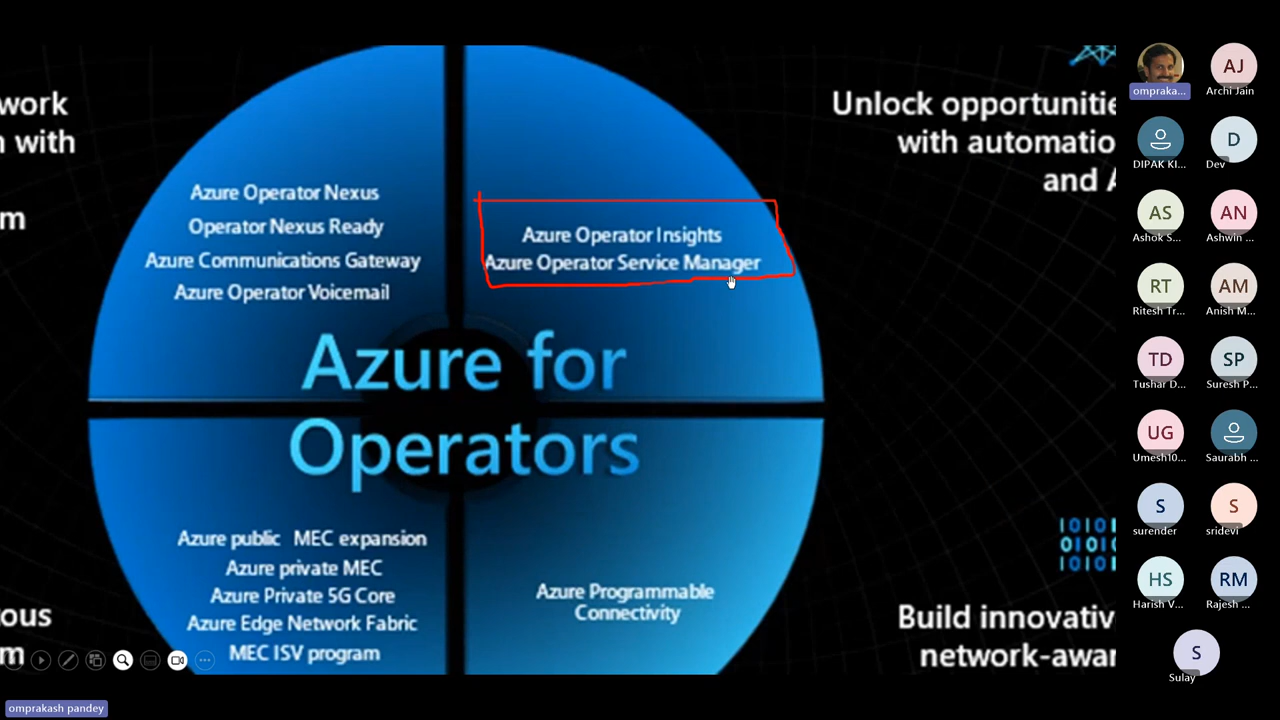 work
n with
m
Azure Operator Nexus
Operator Nexus Ready
Azure Communications Gateway
Azure Operator Voicemail
Azure Operator Insights
Azure Operator Service Manager
Unlock opportunitie
with automatio
and A
Azure for
Operators
Azure public MEC expansion
Azure private MEC
Azure Private 5G Core
Azure Edge Network Fabric
MEC ISV program
Azure Programmable
Connectivity
ous
m
Build innovative
network-awar
omprakash pandey
ompraka...
AJ
Archi Jain
DIPAK KI...
D
Dev
AS
Ashok S...
AN
Ashwin ...
RT
Ritesh Tr...
AM
Anish M...
TD
Tushar D...
SP
Suresh P...
UG
Umesh10...
Saurabh ...
S
surender
S
sridevi
HS
Harish V...
RM
Rajesh ...
S
Sulay